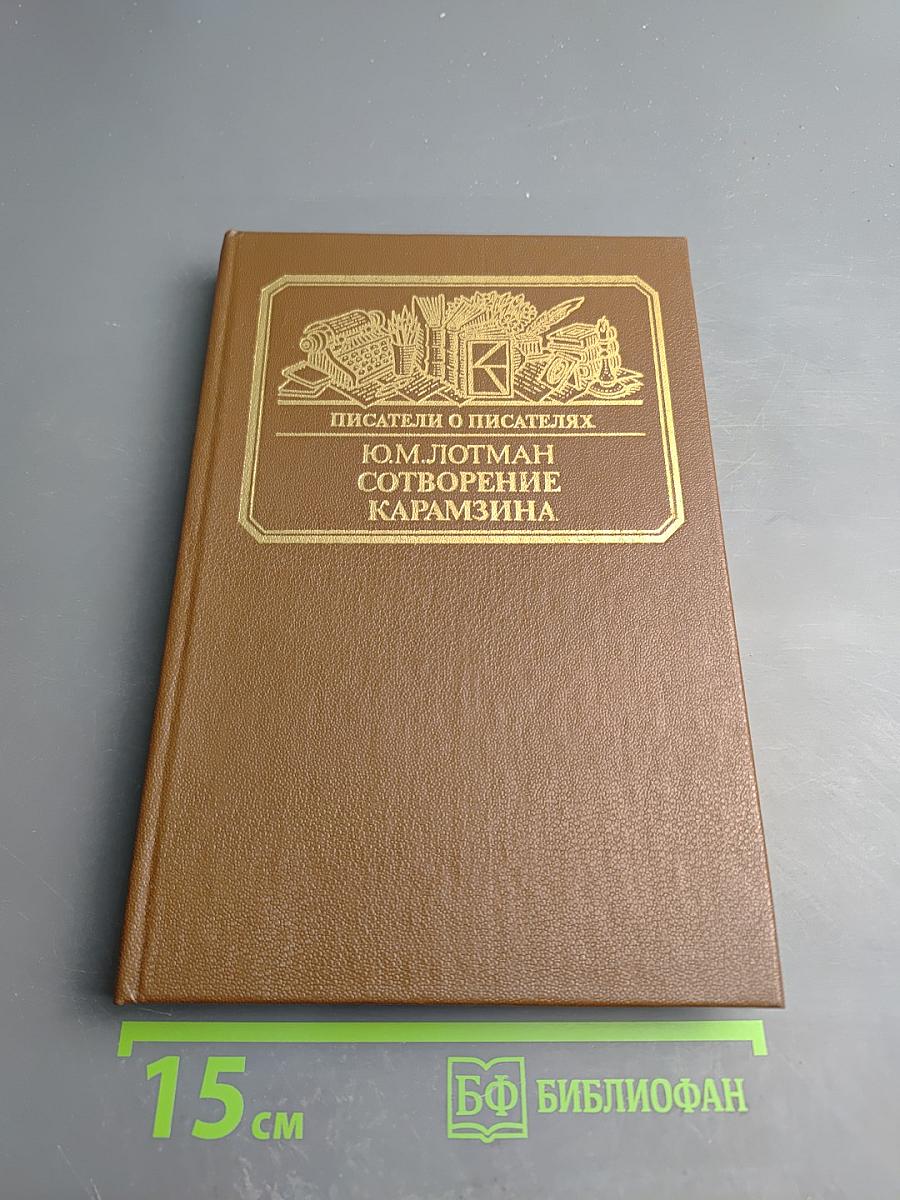 ПИСАТЕЛИ О ПИСАТЕЛЯХ
Ю.М.ЛОТМАН
СОТВОРЕНИЕ
КАРАМЗИНА
15 см
БФ БИБЛИОФАН